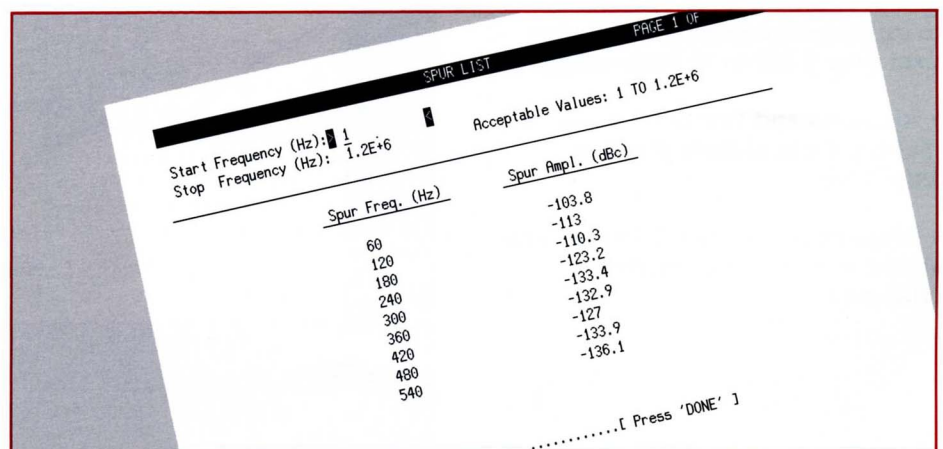 SPUR LIST PAGE 1 OF
Start Frequency (Hz): 1 Acceptable Values: 1 TO 1.2E+6
Stop Frequency (Hz): 1.2E+6
Spur Freq. (Hz) Spur Ampl. (dBc)
60 -103.8
120 -113
180 -110.3
240 -123.2
300 -133.4
360 -132.9
420 -127
480 -133.9
540 -136.1
............[ Press 'DONE' ]